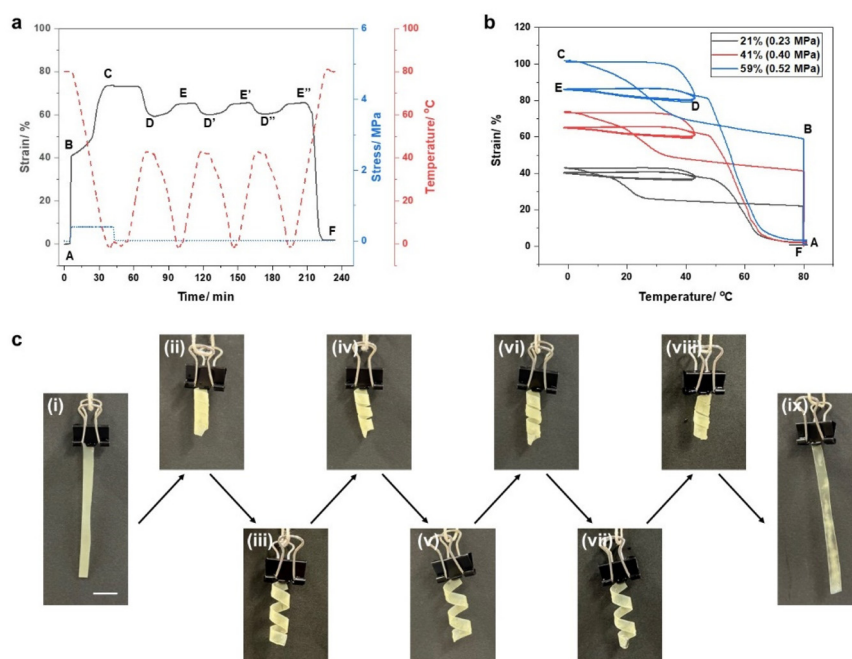 a
Strain/ %
100
80
60
40
20
0
A
B
C
D
E
D'
E'
D''
E''
F
0 30 60 90 120 150 180 210 240
Time/ min
6
5
4
3
2
1
0
Stress/ MPa
100
80
60
40
20
0
Temperature/ °C
b
Strain/ %
120
100
80
60
40
20
0
C
E
D
B
A
F
21% (0.23 MPa)
41% (0.40 MPa)
59% (0.52 MPa)
0 20 40 60 80
Temperature/ °C
c
(i)
(ii)
(iii)
(iv)
(v)
(vi)
(vii)
(viii)
(ix)